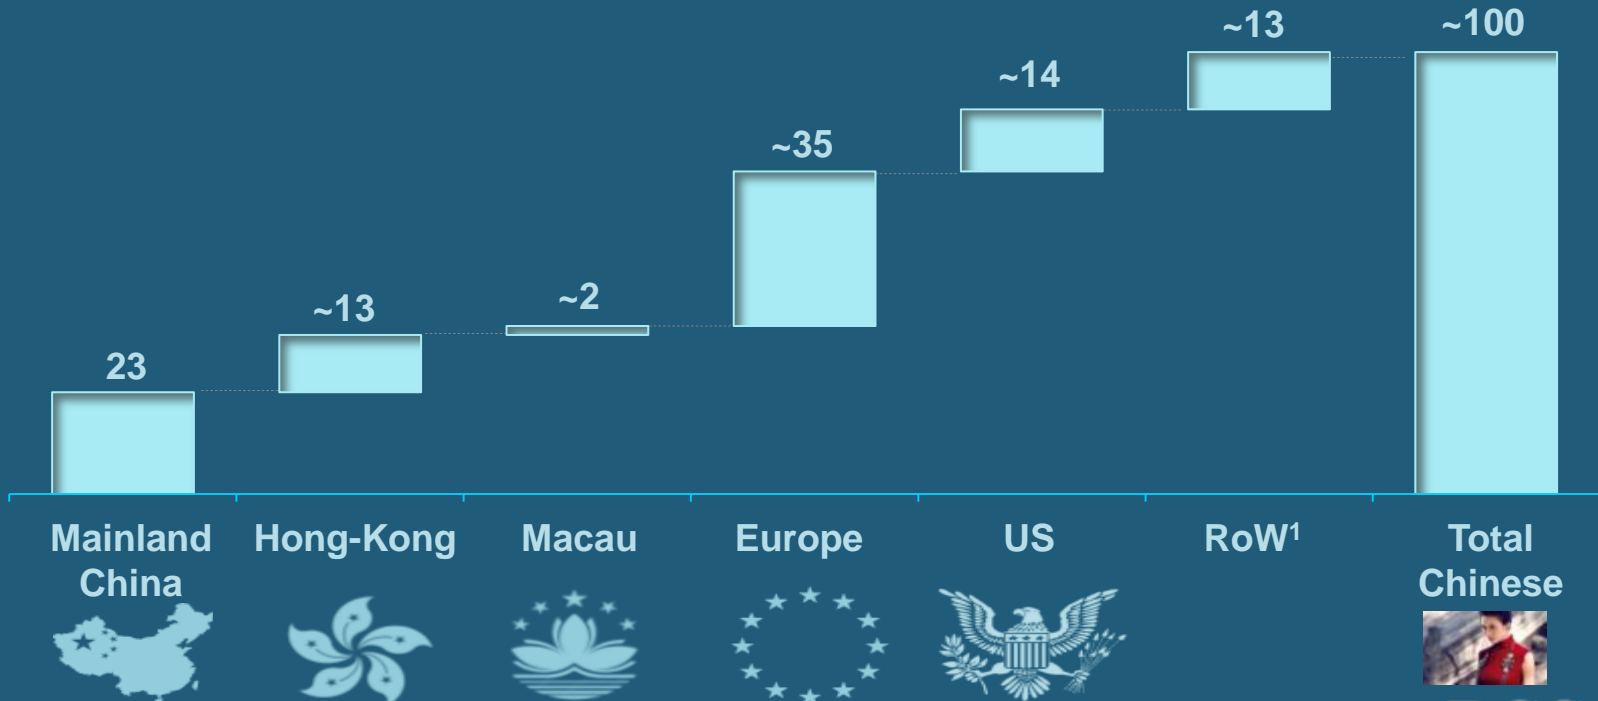 ~13
~100
~14
~35
~2
~13
23
Mainland
China
Hong-Kong
Macau
Europe
US
RoW¹
Total
Chinese